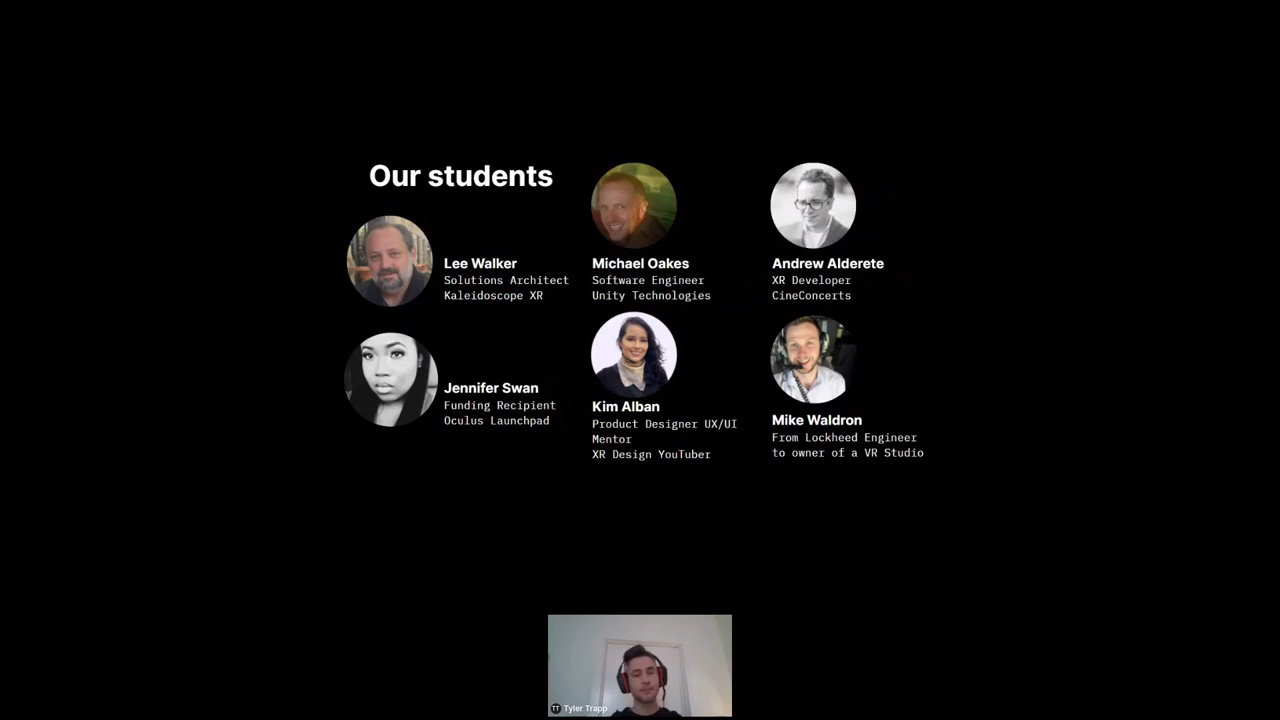 Our students
Lee Walker
Solutions Architect
Kaleidoscope XR
Michael Oakes
Software Engineer
Unity Technologies
Andrew Alderete
XR Developer
CineConcerts
Jennifer Swan
Funding Recipient
Oculus Launchpad
Kim Alban
Product Designer UX/UI
Mentor
XR Design YouTuber
Mike Waldron
From Lockheed Engineer
to owner of a VR Studio
TT Tyler Trapp